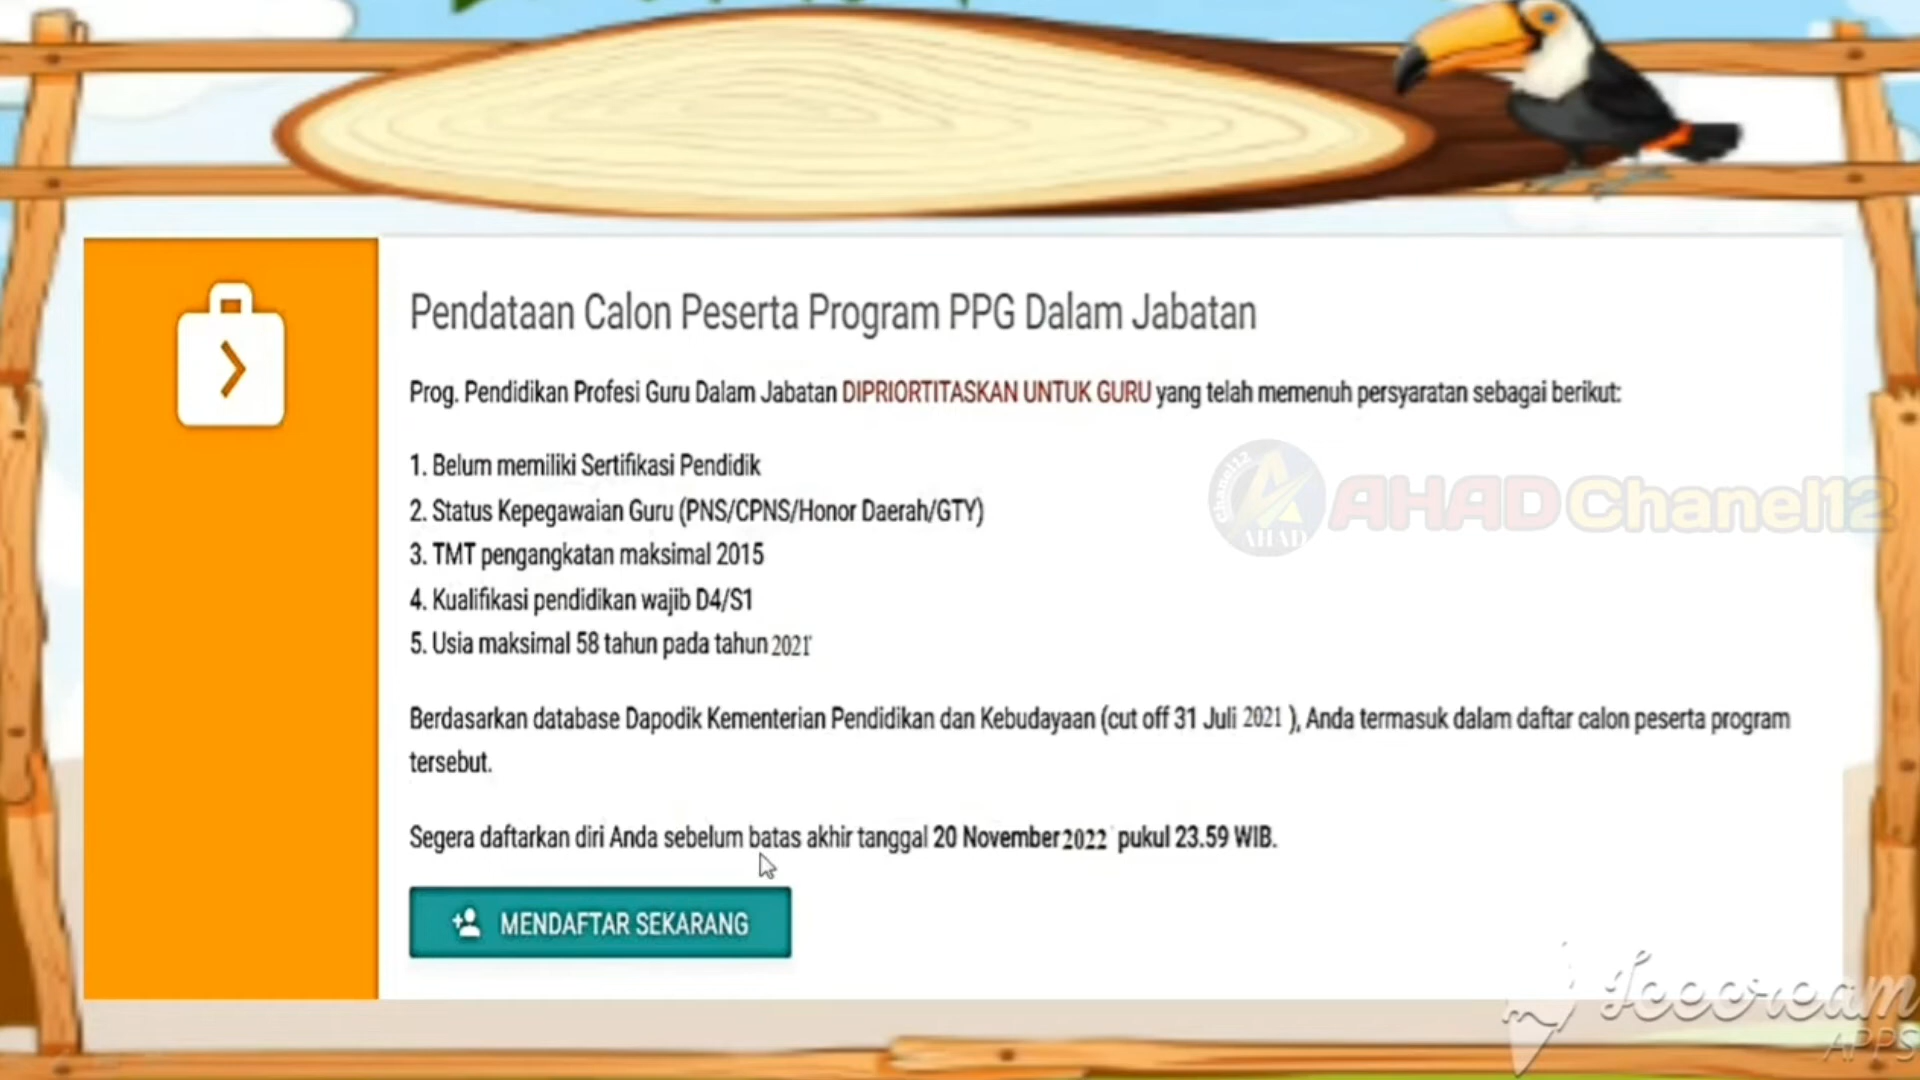 Pendataan Calon Peserta Program PPG Dalam Jabatan
Prog. Pendidikan Profesi Guru Dalam Jabatan DIPRIORTITASKAN UNTUK GURU yang telah memenuh persyaratan sebagai berikut:
1. Belum memiliki Sertifikasi Pendidik
2. Status Kepegawaian Guru (PNS/CPNS/Honor Daerah/GTY)
3. TMT pengangkatan maksimal 2015
4. Kualifikasi pendidikan wajib D4/S1
5. Usia maksimal 58 tahun pada tahun 2021
Berdasarkan database Dapodik Kementerian Pendidikan dan Kebudayaan (cut off 31 Juli 2021 ), Anda termasuk dalam daftar calon peserta program
tersebut.
Segera daftarkan diri Anda sebelum batas akhir tanggal 20 November 2022 pukul 23.59 WIB.
MENDAFTAR SEKARANG
chanel12
AHAD
AHAD Chanel12
Icecream
APPS